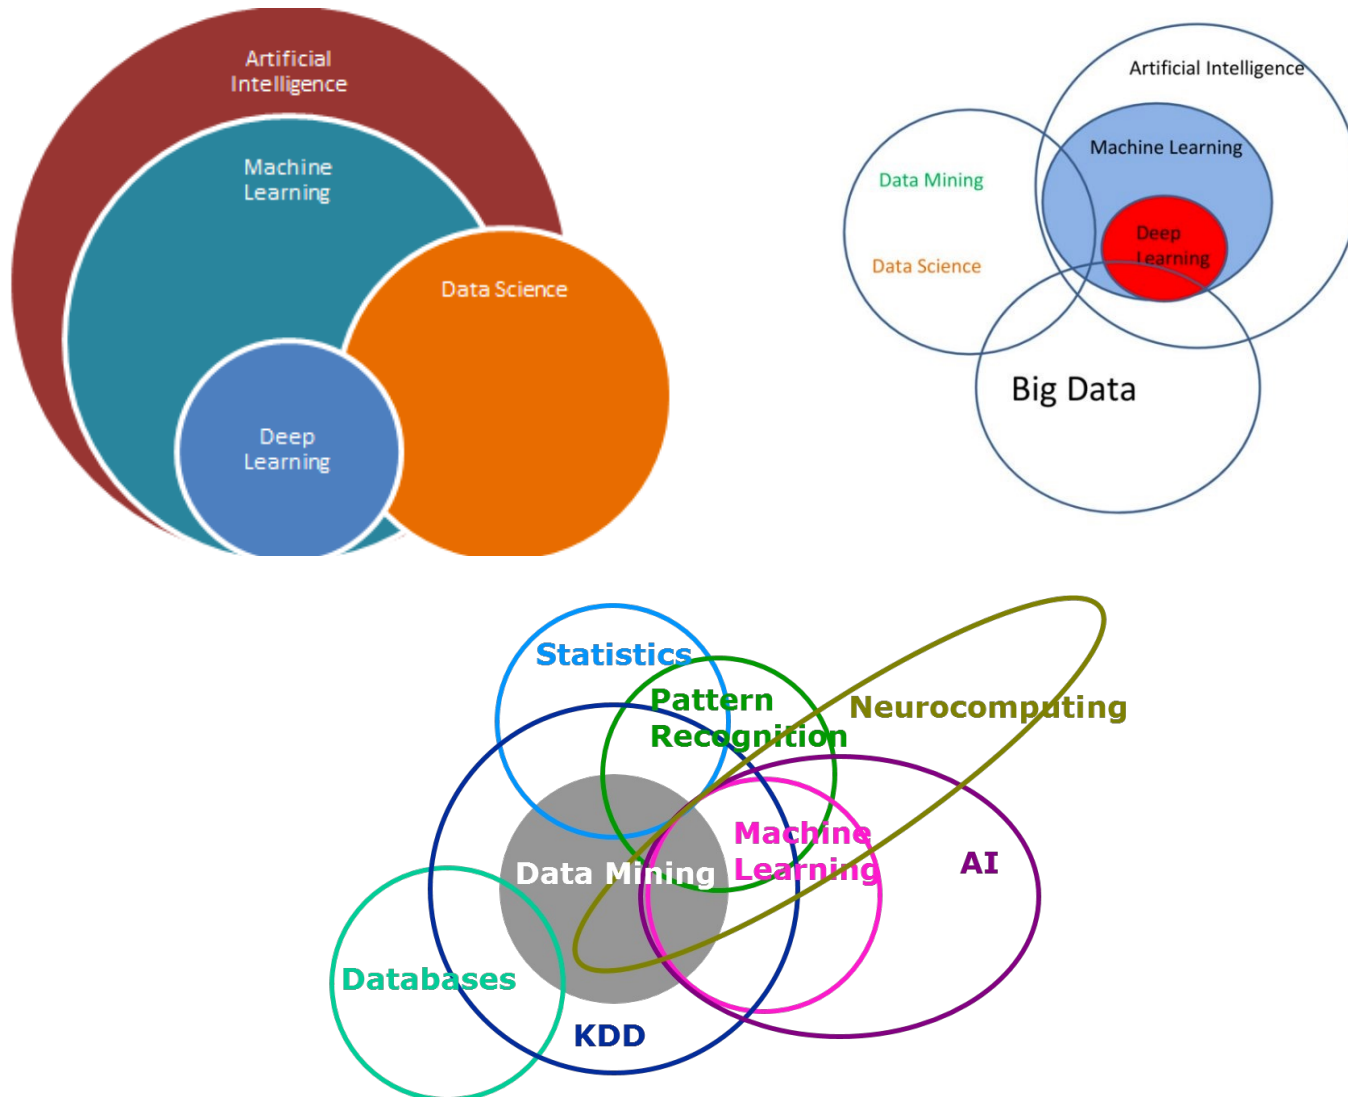 Artificial
Intelligence
Machine
Learning
Data Science
Deep
Learning
Artificial Intelligence
Machine Learning
Data Mining
Deep
Learning
Data Science
Big Data
Statistics
Pattern
Recognition
Neurocomputing
Machine
Learning
AI
Data Mining
Databases
KDD